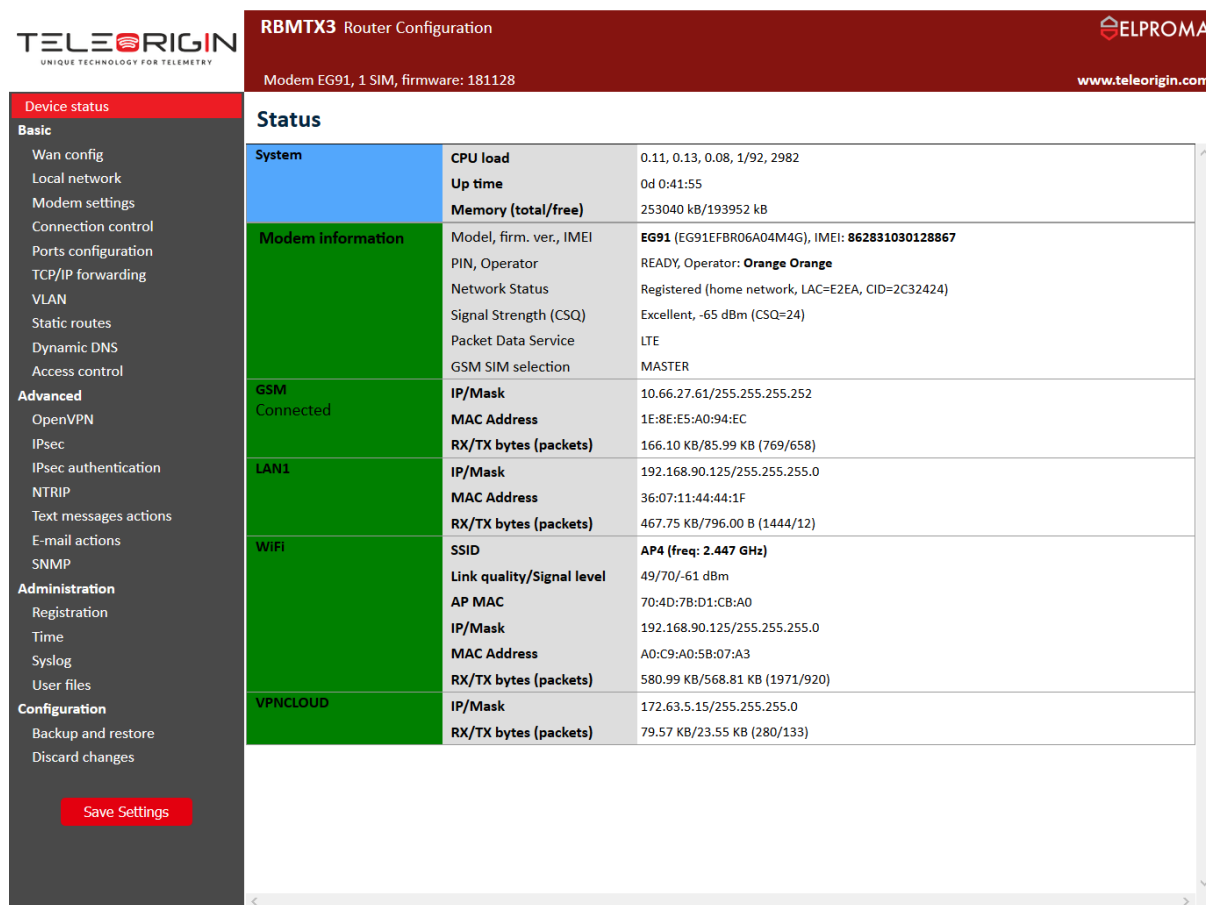 TELEORIGIN
UNIQUE TECHNOLOGY FOR TELEMETRY
RBMTX3 Router Configuration
ELPROMA
Modem EG91, 1 SIM, firmware: 181128
www.teleorigin.com
Device status
Basic
Wan config
Local network
Modem settings
Connection control
Ports configuration
TCP/IP forwarding
VLAN
Static routes
Dynamic DNS
Access control
Advanced
OpenVPN
IPsec
IPsec authentication
NTRIP
Text messages actions
E-mail actions
SNMP
Administration
Registration
Time
Syslog
User files
Configuration
Backup and restore
Discard changes
Save Settings
Status
System
CPU load 0.11, 0.13, 0.08, 1/92, 2982
Up time 0d 0:41:55
Memory (total/free) 253040 kB/193952 kB
Modem information
Model, firm. ver., IMEI EG91 (EG91EFBR06A04M4G), IMEI: 862831030128867
PIN, Operator READY, Operator: Orange Orange
Network Status Registered (home network, LAC=E2EA, CID=2C32424)
Signal Strength (CSQ) Excellent, -65 dBm (CSQ=24)
Packet Data Service LTE
GSM SIM selection MASTER
GSM
Connected
IP/Mask 10.66.27.61/255.255.255.252
MAC Address 1E:8E:E5:A0:94:EC
RX/TX bytes (packets) 166.10 KB/85.99 KB (769/658)
LAN1
IP/Mask 192.168.90.125/255.255.255.0
MAC Address 36:07:11:44:44:1F
RX/TX bytes (packets) 467.75 KB/796.00 B (1444/12)
WiFi
SSID AP4 (freq: 2.447 GHz)
Link quality/Signal level 49/70/-61 dBm
AP MAC 70:4D:7B:D1:CB:A0
IP/Mask 192.168.90.125/255.255.255.0
MAC Address A0:C9:A0:5B:07:A3
RX/TX bytes (packets) 580.99 KB/568.81 KB (1971/920)
VPNCLOUD
IP/Mask 172.63.5.15/255.255.255.0
RX/TX bytes (packets) 79.57 KB/23.55 KB (280/133)